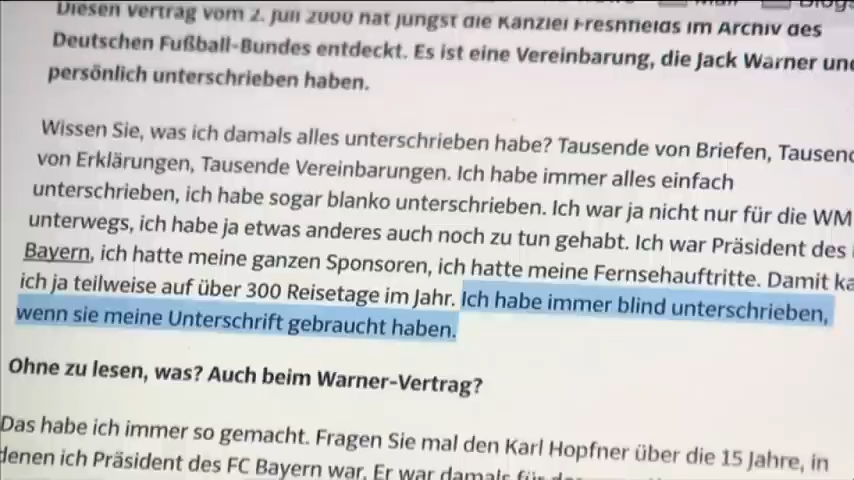 Diesen Vertrag vom 2. Juli 2000 hat jüngst die Kanzlei Freshfields im Archiv des
Deutschen Fußball-Bundes entdeckt. Es ist eine Vereinbarung, die Jack Warner und
persönlich unterschrieben haben.
Wissen Sie, was ich damals alles unterschrieben habe? Tausende von Briefen, Tausend
von Erklärungen, Tausende Vereinbarungen. Ich habe immer alles einfach
unterschrieben, ich habe sogar blanko unterschrieben. Ich war ja nicht nur für die WM
unterwegs, ich habe ja etwas anderes auch noch zu tun gehabt. Ich war Präsident des
Bayern, ich hatte meine ganzen Sponsoren, ich hatte meine Fernsehauftritte. Damit ka
ich ja teilweise auf über 300 Reisetage im Jahr. Ich habe immer blind unterschrieben,
wenn sie meine Unterschrift gebraucht haben.
Ohne zu lesen, was? Auch beim Warner-Vertrag?
Das habe ich immer so gemacht. Fragen Sie mal den Karl Hopfner über die 15 Jahre, in
denen ich Präsident des FC Bayern war. Er war damals für